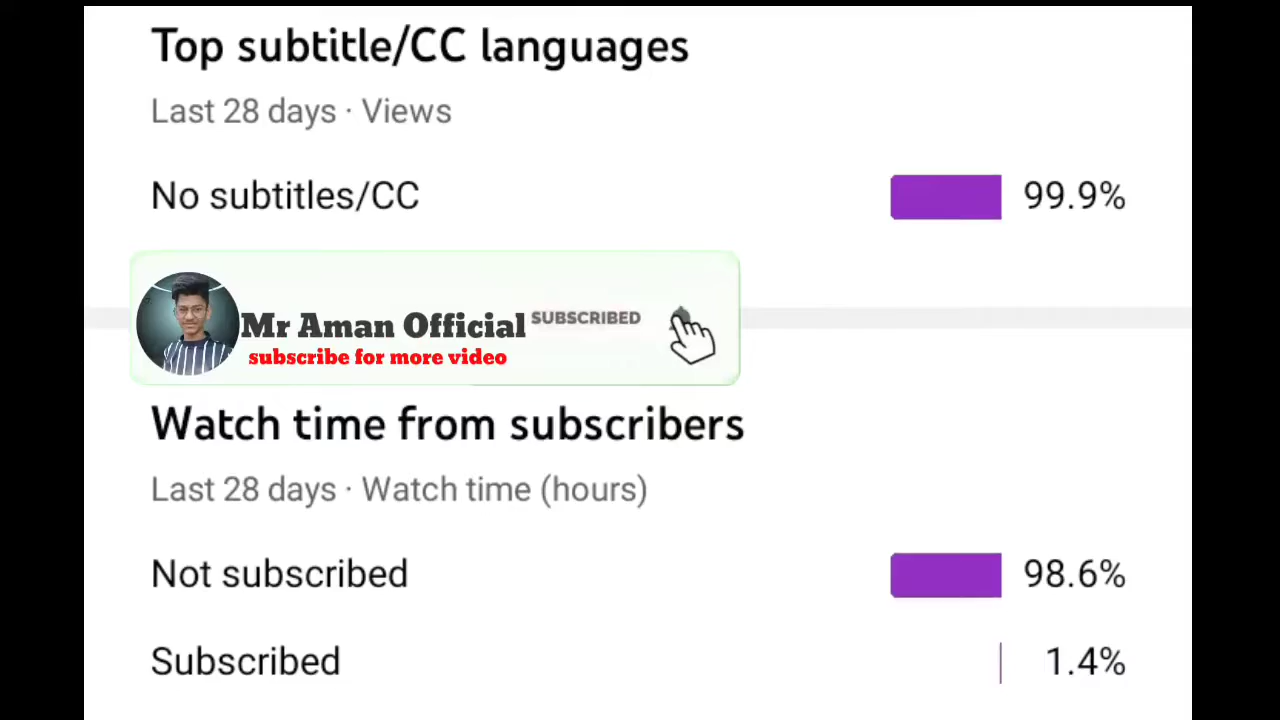 Top subtitle/CC languages
Last 28 days · Views
No subtitles/CC 99.9%
Mr Aman Official SUBSCRIBED
subscribe for more video
Watch time from subscribers
Last 28 days · Watch time (hours)
Not subscribed 98.6%
Subscribed 1.4%